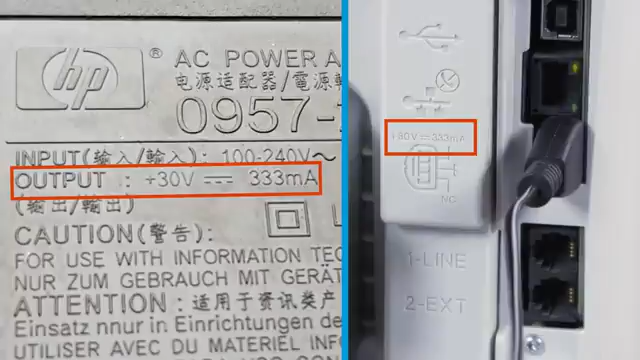 hp ®
AC POWER A
电源适配器/電源
0957-
INPUT(输入/輸入): 100-240V~
OUTPUT : +30V ⎓ 333mA
(输出/輸出)
CAUTION(警告):
FOR USE WITH INFORMATION TEC
NUR ZUM GEBRAUCH MIT GERÄT
ATTENTION : 适用于资讯类产
Einsatz nnur in Einrichtungen de
UTILISER AVEC DU MATERIEL INFO
333mA
NC
1-LINE
2-EXT